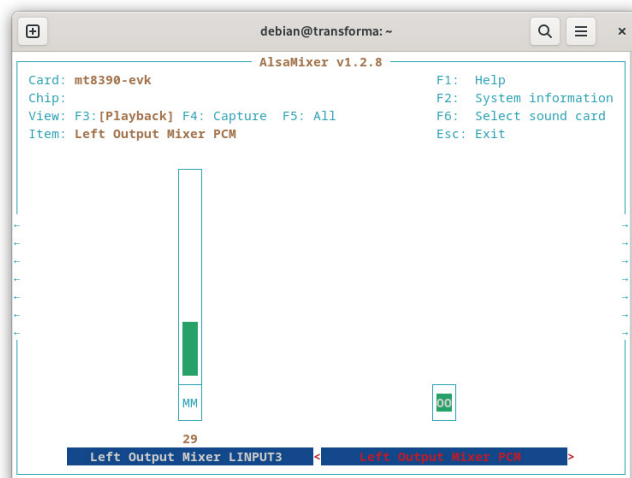 debian@transforma: ~
AlsaMixer v1.2.8
Card: mt8390-evk F1: Help
Chip: F2: System information
View: F3:[Playback] F4: Capture F5: All F6: Select sound card
Item: Left Output Mixer PCM Esc: Exit
MM OO
29
Left Output Mixer LINPUT3 < Left Output Mixer PCM >